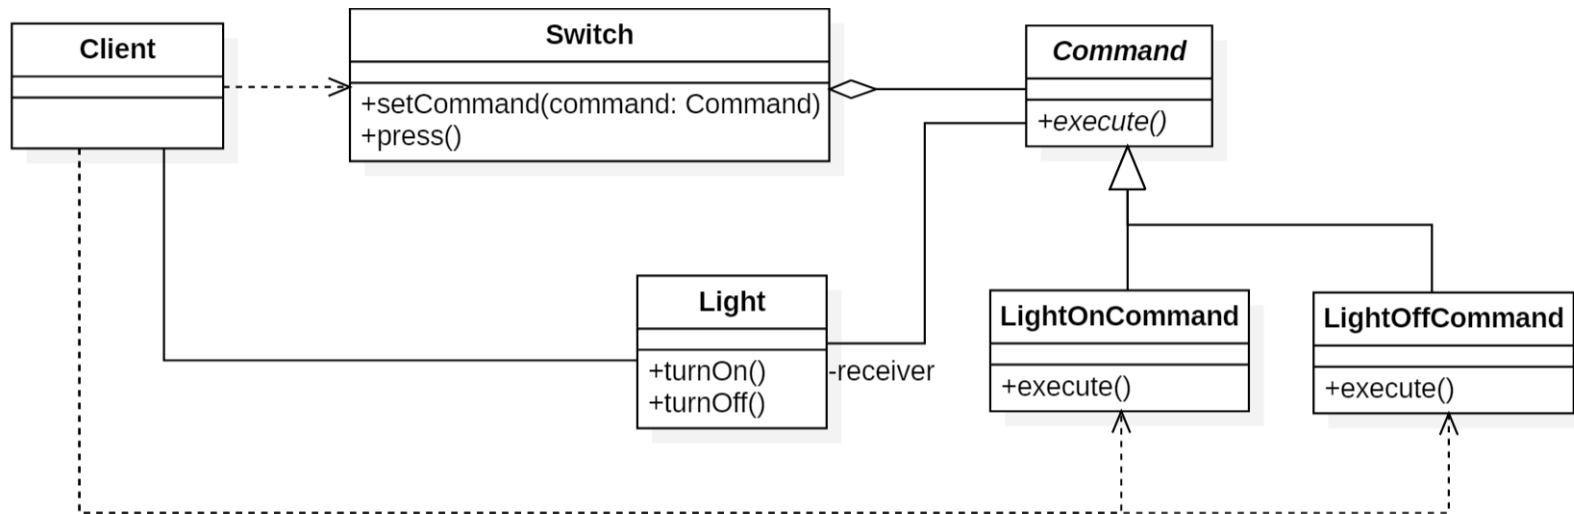 Client
Switch
+setCommand(command: Command)
+press()
Command
+execute()
Light
+turnOn()
+turnOff()
-receiver
LightOnCommand
+execute()
LightOffCommand
+execute()